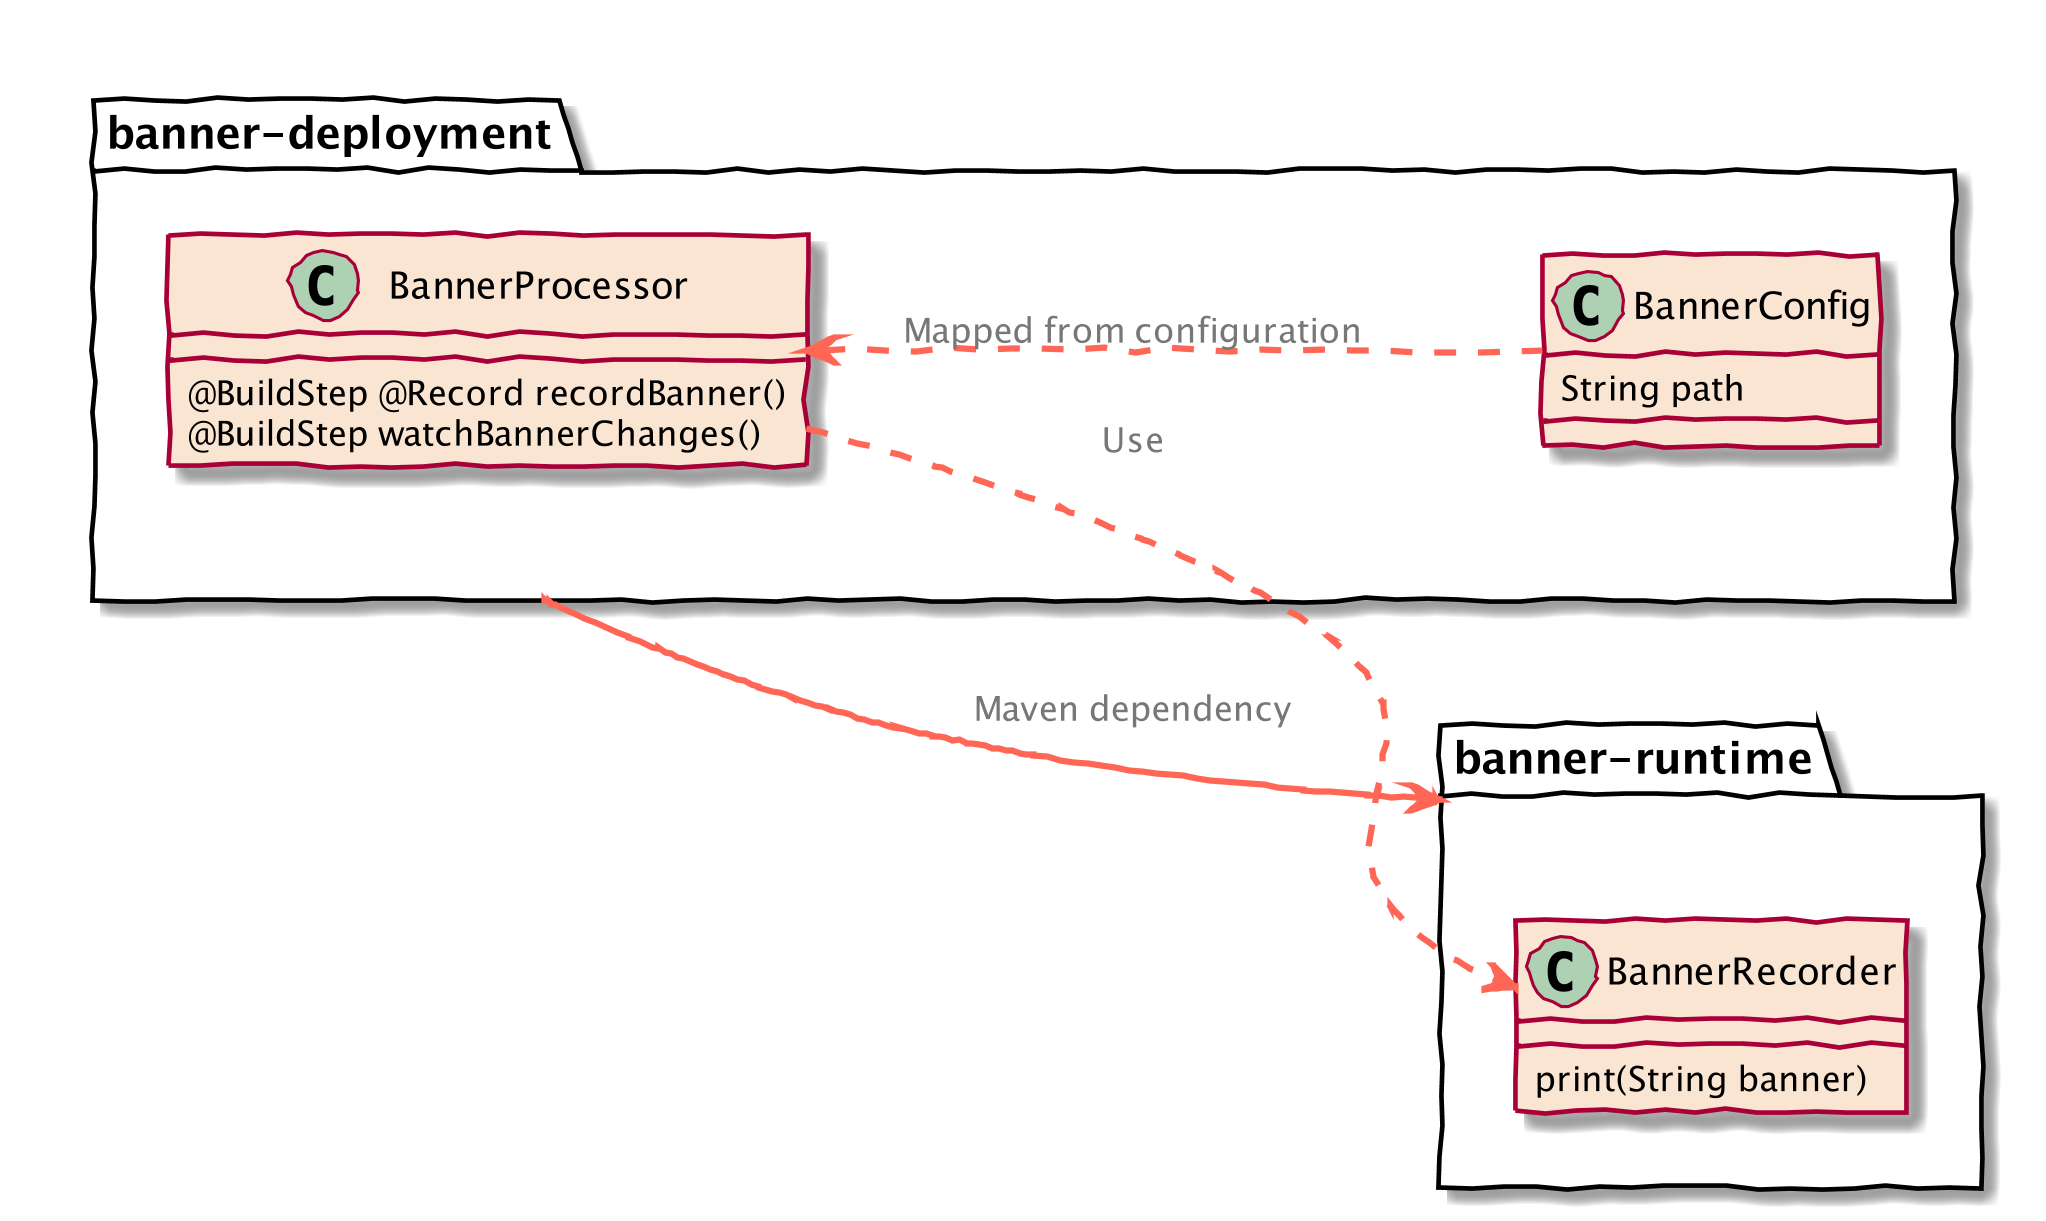 banner-deployment
C BannerProcessor
@BuildStep @Record recordBanner()
@BuildStep watchBannerChanges()
Mapped from configuration
C BannerConfig
String path
Use
Maven dependency
banner-runtime
C BannerRecorder
print(String banner)